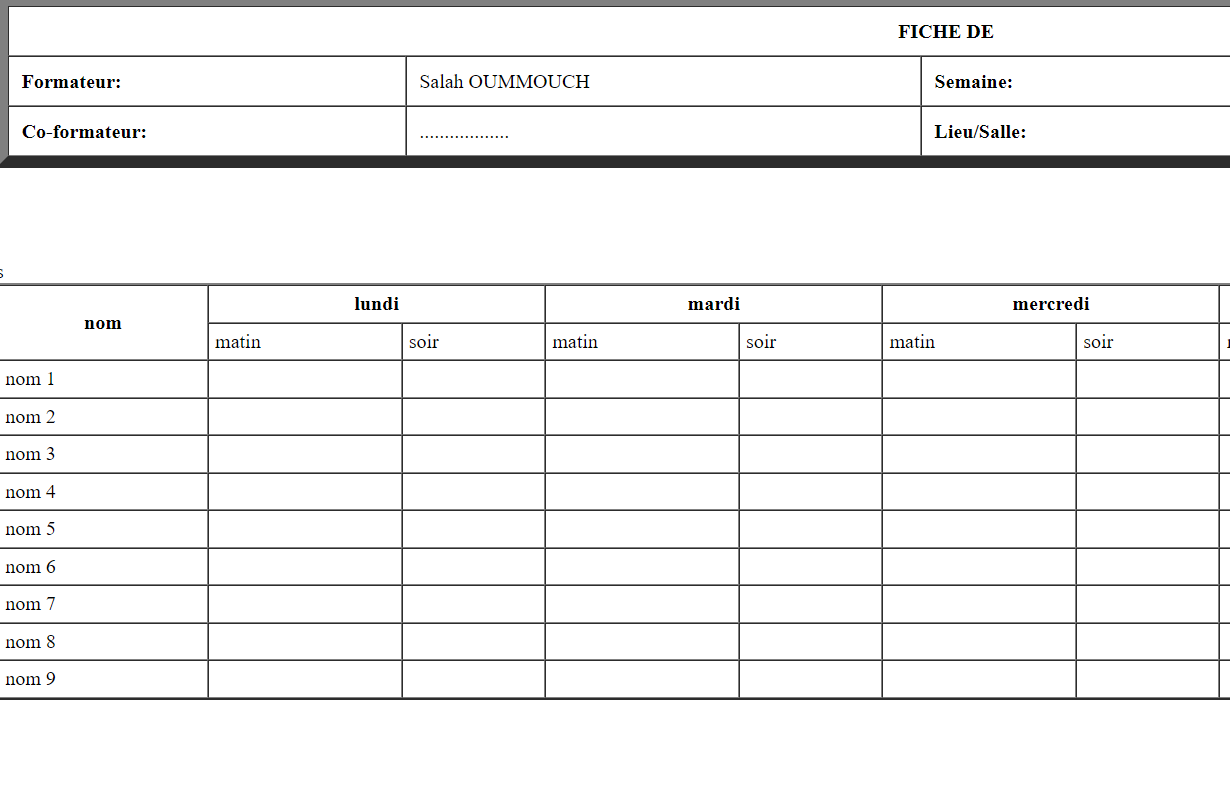 FICHE DE
Formateur: Salah OUMMOUCH Semaine:
Co-formateur: .................. Lieu/Salle:
s
nom lundi mardi mercredi
matin soir matin soir matin soir
nom 1
nom 2
nom 3
nom 4
nom 5
nom 6
nom 7
nom 8
nom 9